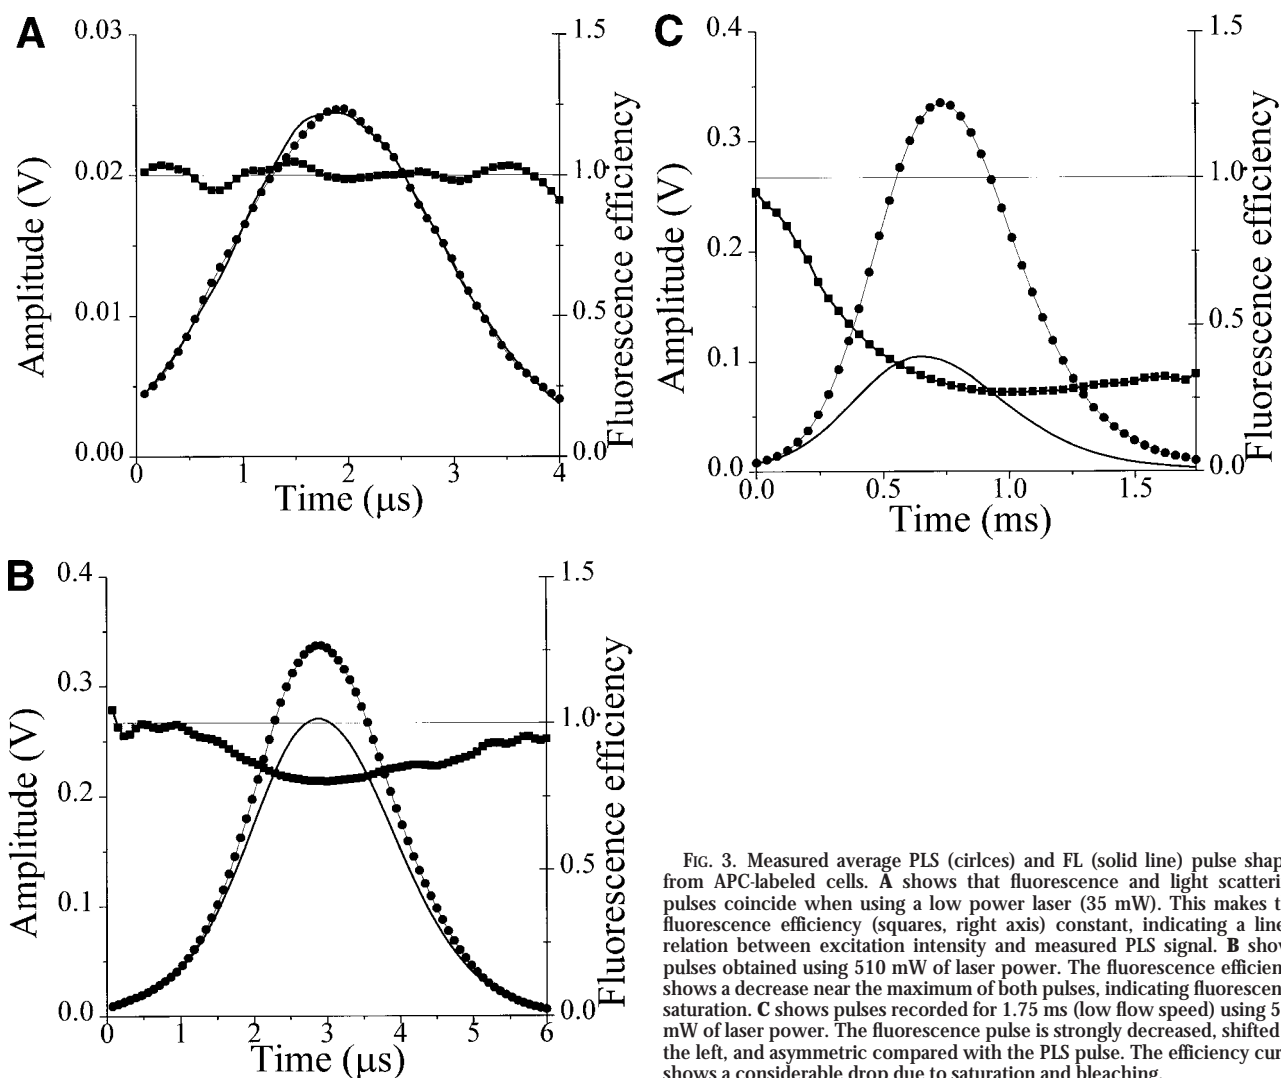 A
0.03
0.02
0.01
0.00
Amplitude (V)
1.5
1.0
0.5
0.0
Fluorescence efficiency
0
1
2
3
4
Time (μs)
C
0.4
0.3
0.2
0.1
0.0
Amplitude (V)
1.5
1.0
0.5
0.0
Fluorescence efficiency
0.0
0.5
1.0
1.5
Time (ms)
B
0.4
0.3
0.2
0.1
0.0
Amplitude (V)
1.5
1.0
0.5
0.0
Fluorescence efficiency
0
1
2
3
4
5
6
Time (μs)
FIG. 3. Measured average PLS (cirlces) and FL (solid line) pulse shap
from APC-labeled cells. A shows that fluorescence and light scatteri
pulses coincide when using a low power laser (35 mW). This makes t
fluorescence efficiency (squares, right axis) constant, indicating a line
relation between excitation intensity and measured PLS signal. B show
pulses obtained using 510 mW of laser power. The fluorescence efficien
shows a decrease near the maximum of both pulses, indicating fluorescen
saturation. C shows pulses recorded for 1.75 ms (low flow speed) using 5
mW of laser power. The fluorescence pulse is strongly decreased, shifted
the left, and asymmetric compared with the PLS pulse. The efficiency cur
shows a considerable drop due to saturation and bleaching.